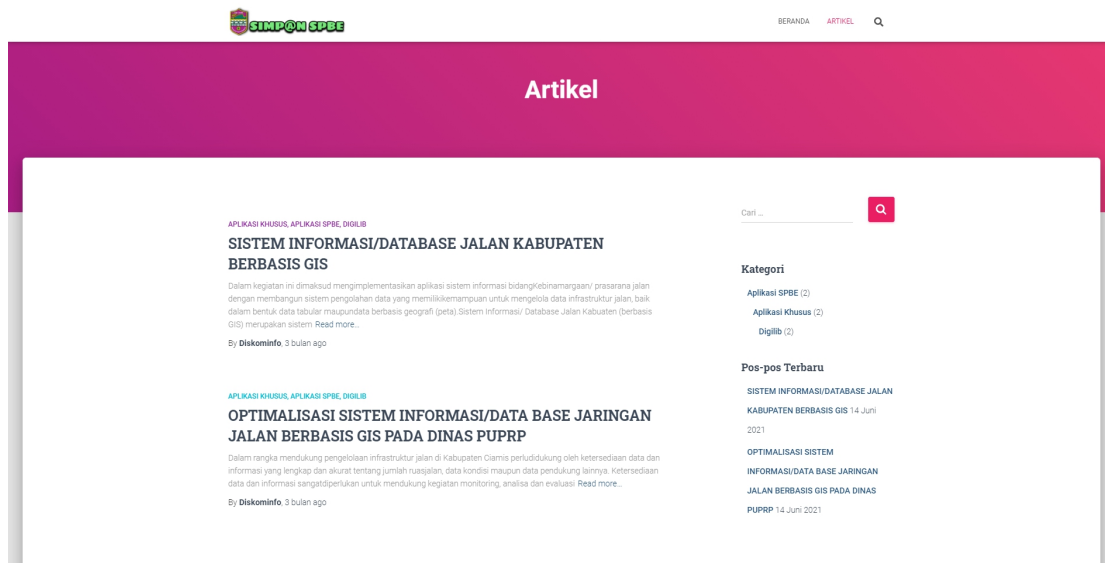 SIMP@N SPBE
BERANDA
ARTIKEL
Artikel
APLIKASI KHUSUS, APLIKASI SPBE, DIGILIB
SISTEM INFORMASI/DATABASE JALAN KABUPATEN
BERBASIS GIS
Dalam kegiatan ini dimaksud mengimplementasikan aplikasi sistem informasi bidangKebinamargaan/ prasarana jalan
dengan membangun sistem pengolahan data yang memilikikemampuan untuk mengelola data infrastruktur jalan, baik
dalam bentuk data tabular maupundata berbasis geografi (peta).Sistem Informasi/ Database Jalan Kabuaten (berbasis
GIS) merupakan sistem Read more…
By Diskominfo, 3 bulan ago
APLIKASI KHUSUS, APLIKASI SPBE, DIGILIB
OPTIMALISASI SISTEM INFORMASI/DATA BASE JARINGAN
JALAN BERBASIS GIS PADA DINAS PUPRP
Dalam rangka mendukung pengelolaan infrastruktur jalan di Kabupaten Ciamis perludidukung oleh ketersediaan data dan
informasi yang lengkap dan akurat tentang jumlah ruasjalan, data kondisi maupun data pendukung lainnya. Ketersediaan
data dan informasi sangatdiperlukan untuk mendukung kegiatan monitoring, analisa dan evaluasi Read more…
By Diskominfo, 3 bulan ago
Cari …
Kategori
Aplikasi SPBE (2)
Aplikasi Khusus (2)
Digilib (2)
Pos-pos Terbaru
SISTEM INFORMASI/DATABASE JALAN
KABUPATEN BERBASIS GIS 14 Juni
2021
OPTIMALISASI SISTEM
INFORMASI/DATA BASE JARINGAN
JALAN BERBASIS GIS PADA DINAS
PUPRP 14 Juni 2021